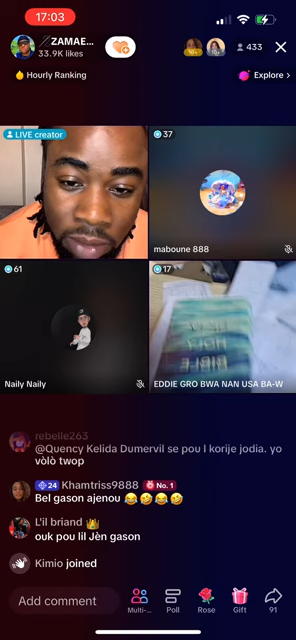 17:03
ZAMAE...
33.9K likes
10+
10+
433
Hourly Ranking
Explore >
LIVE creator
37
maboune 888
61
Naily Naily
17
HOLY
BIBLE
EDDIE GRO BWA NAN USA BA-W
rebelle263
@Quency Kelida Dumervil se pou l korije jodia. yo vòlò twop
24 Khamtriss9888 No. 1
Bel gason ajenou 😂🤣😂🤣
L'il briand 👑
ouk pou lil Jèn gason
Kimio joined
Add comment
Multi-...
Poll
Rose
Gift
91